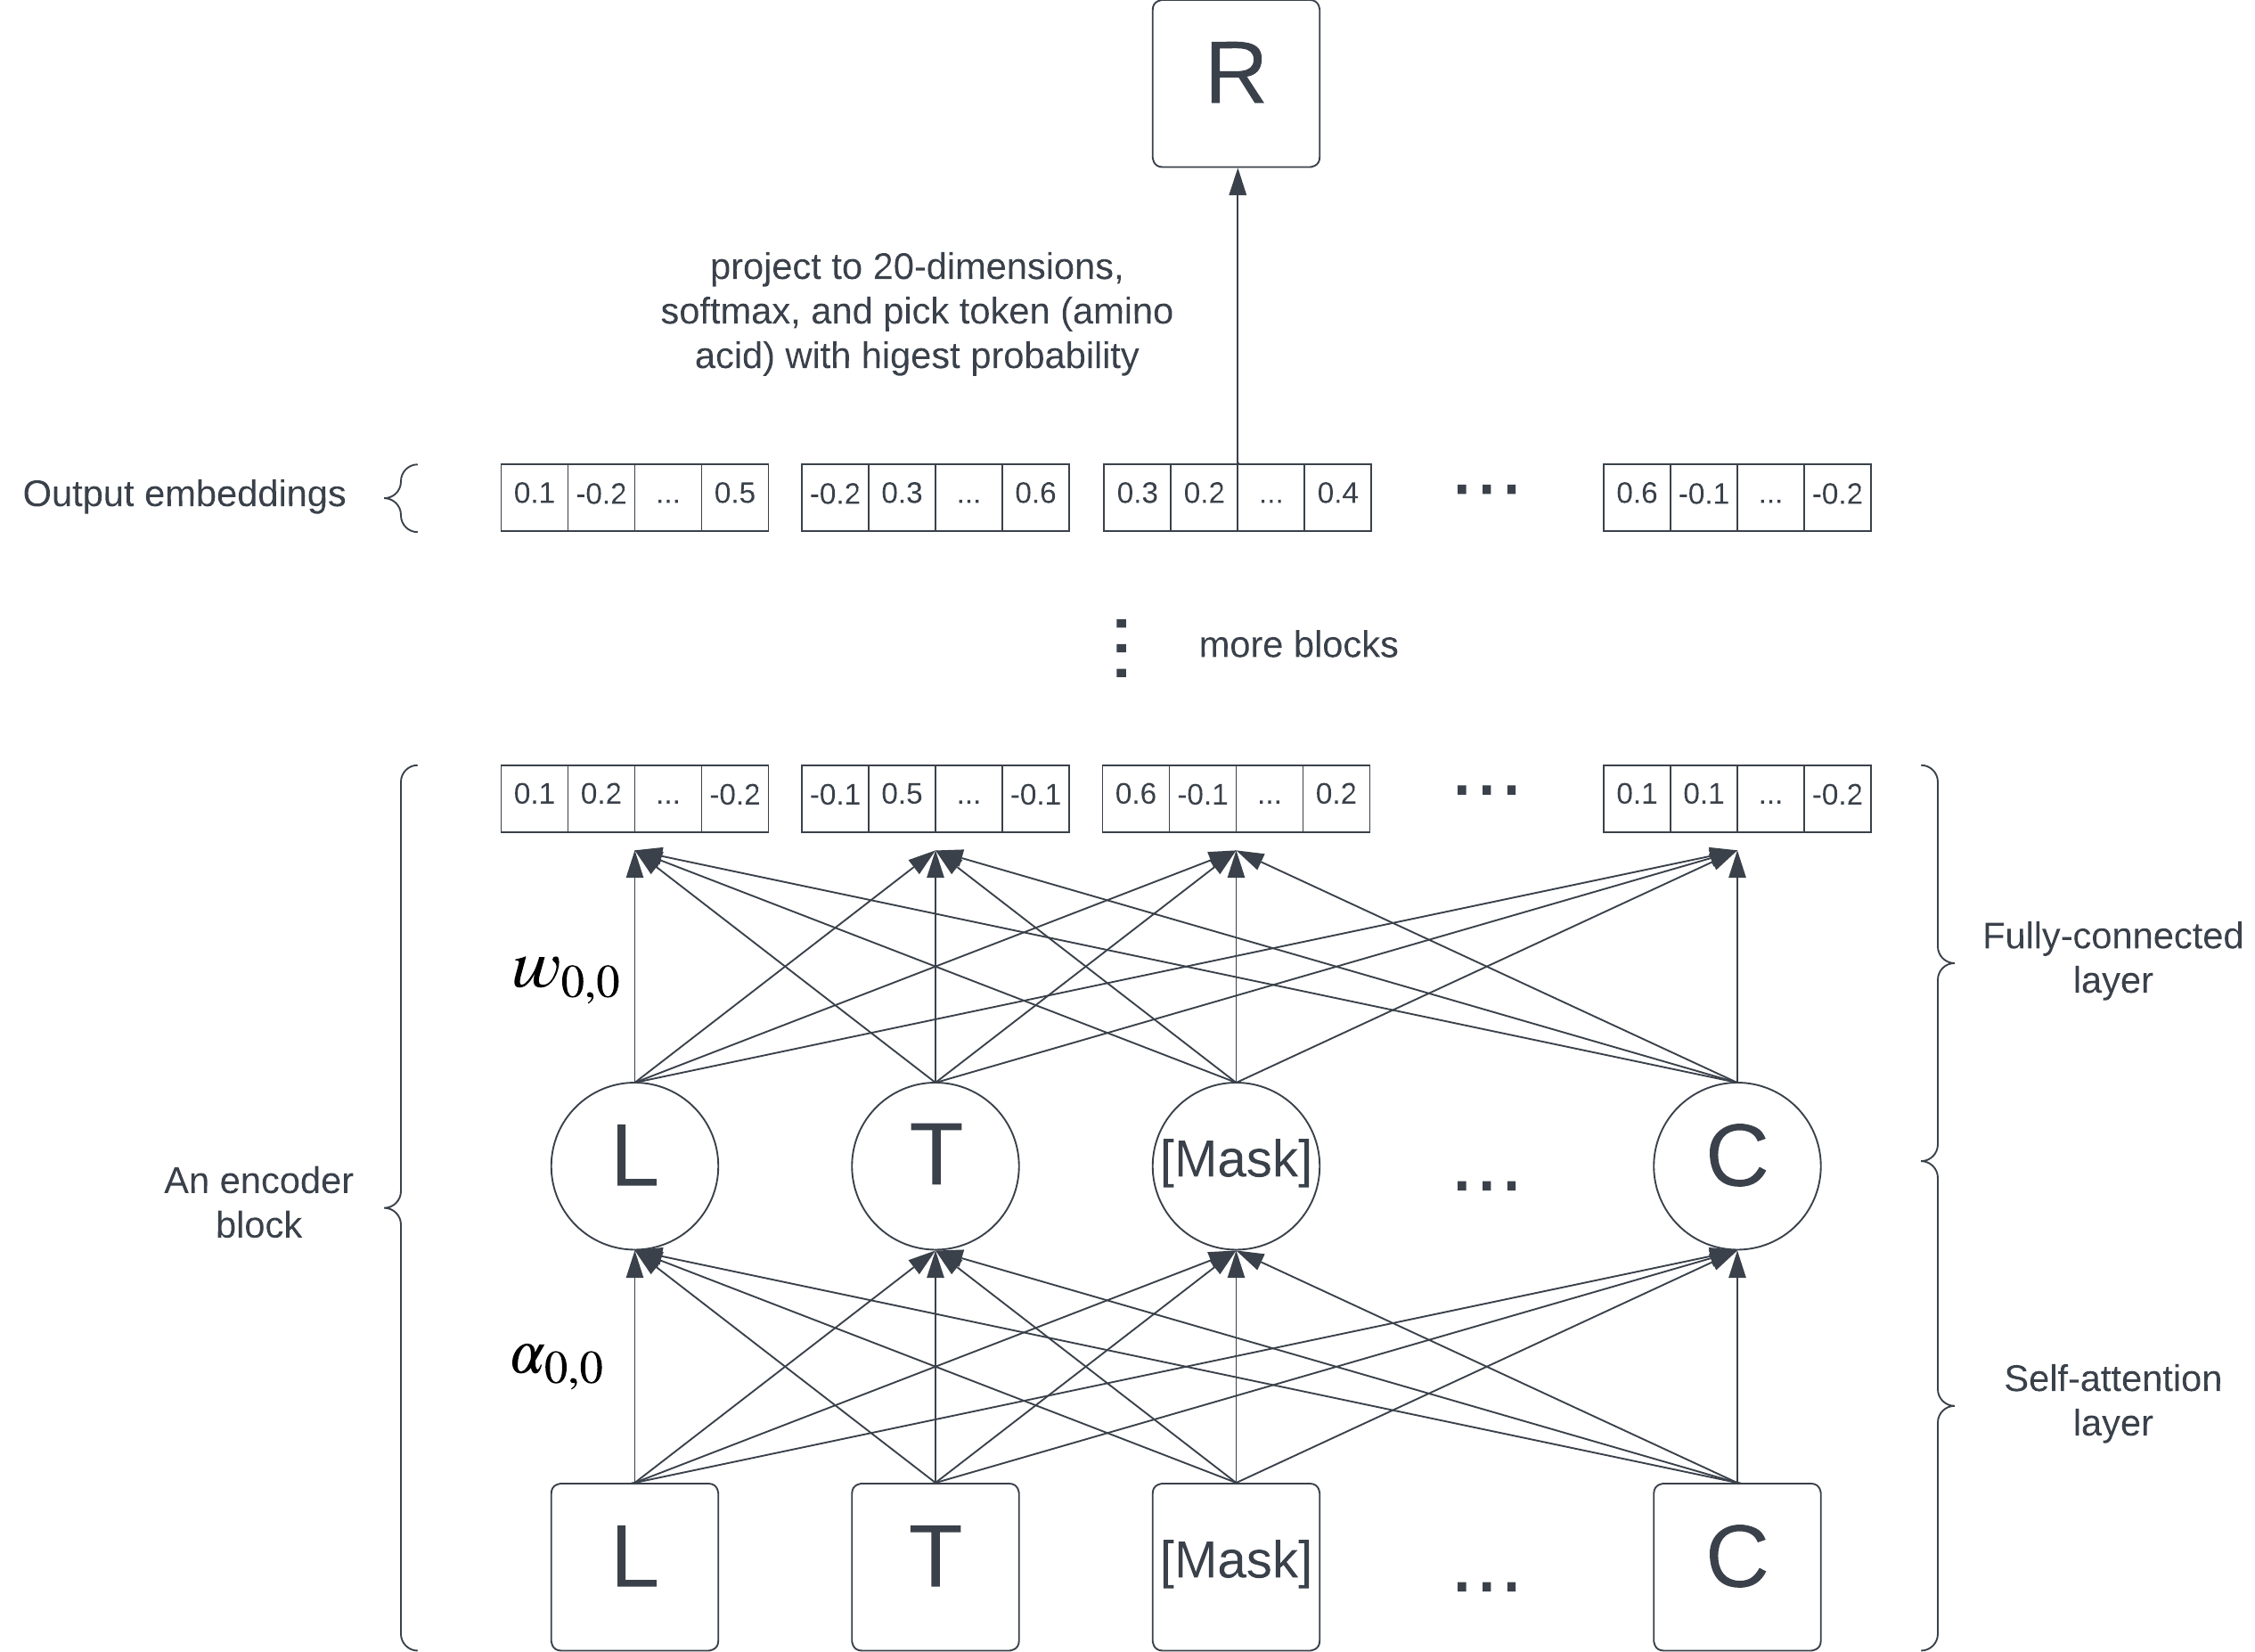 R
project to 20-dimensions,
softmax, and pick token (amino
acid) with higest probability
Output embeddings
0.1 -0.2 ... 0.5 -0.2 0.3 ... 0.6 0.3 0.2 ... 0.4 ... 0.6 -0.1 ... -0.2
more blocks
0.1 0.2 ... -0.2 -0.1 0.5 ... -0.1 0.6 -0.1 ... 0.2 ... 0.1 0.1 ... -0.2
Fully-connected
layer
w0,0
L T [Mask] ... C
An encoder
block
α0,0
Self-attention
layer
L T [Mask] ... C